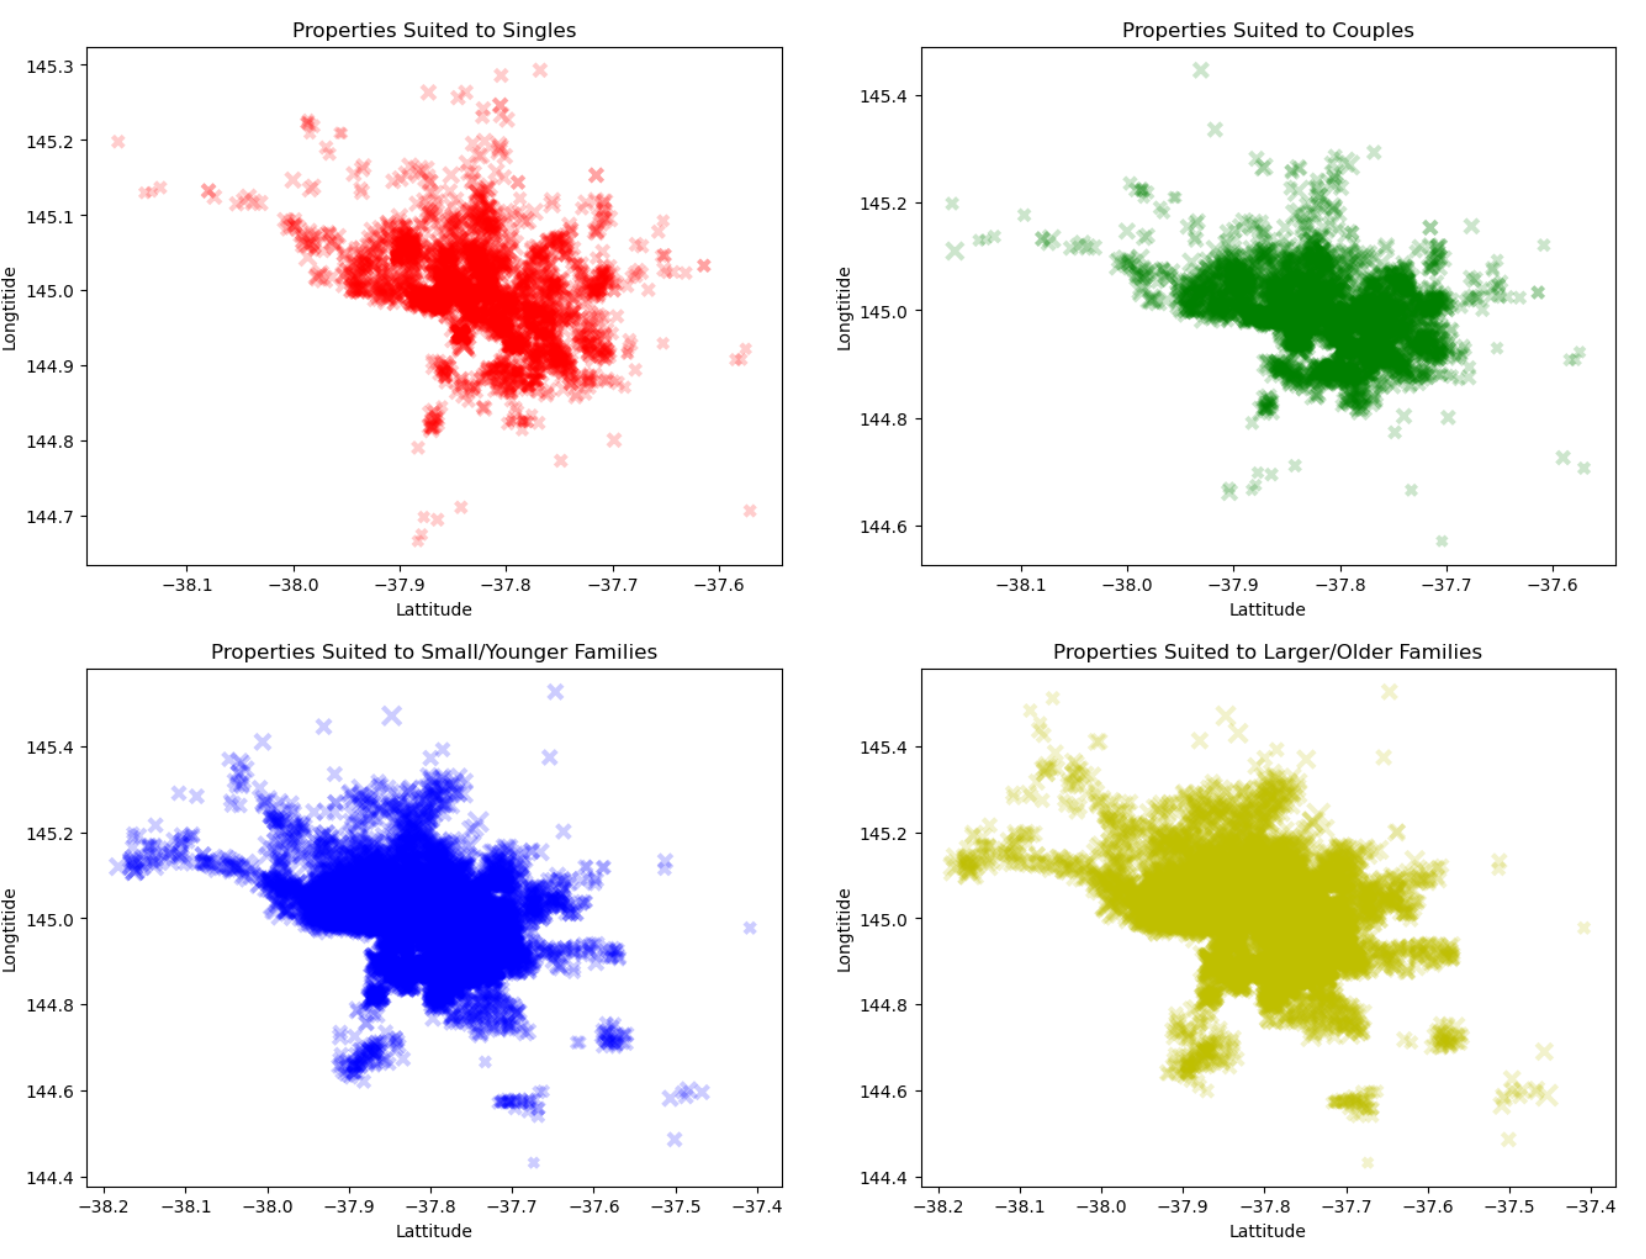 Properties Suited to Singles
145.3
145.2
145.1
145.0
144.9
144.8
144.7
Longtitide
−38.1 −38.0 −37.9 −37.8 −37.7 −37.6
Lattitude
Properties Suited to Couples
145.4
145.2
145.0
144.8
144.6
Longtitide
−38.1 −38.0 −37.9 −37.8 −37.7 −37.6
Lattitude
Properties Suited to Small/Younger Families
145.4
145.2
145.0
144.8
144.6
144.4
Longtitide
−38.2 −38.1 −38.0 −37.9 −37.8 −37.7 −37.6 −37.5 −37.4
Lattitude
Properties Suited to Larger/Older Families
145.4
145.2
145.0
144.8
144.6
144.4
Longtitide
−38.2 −38.1 −38.0 −37.9 −37.8 −37.7 −37.6 −37.5 −37.4
Lattitude